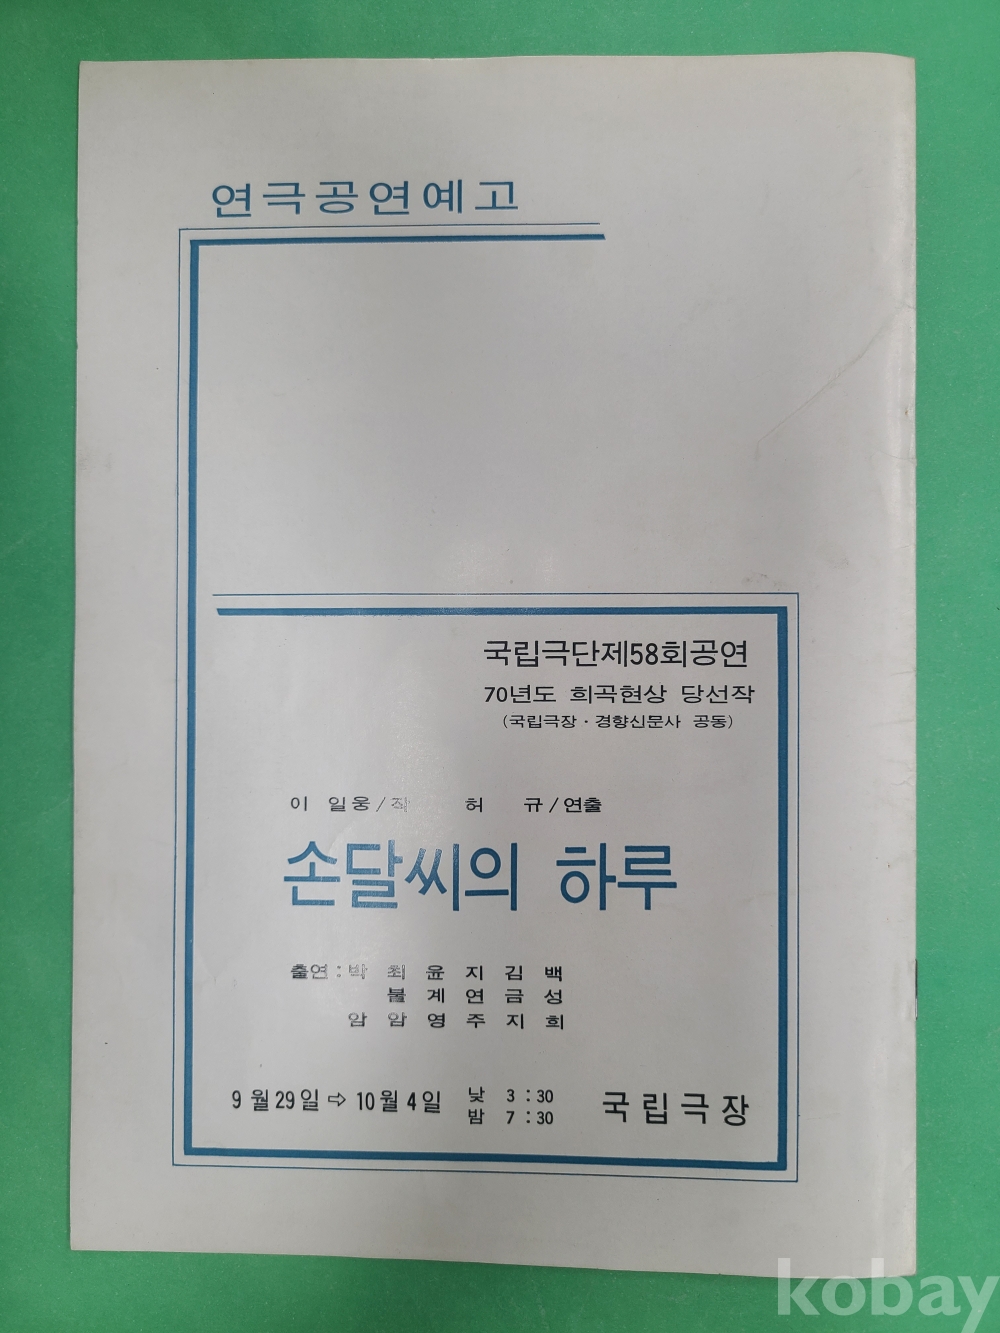 연극공연예고
국립극단제58회공연
70년도 희곡현상 당선작
(국립극장·경향신문사 공동)
이 일웅/작 허 규/연출
손달씨의 하루
출연:박 최 윤 지 김 백
불 계 연 금 성
암 암 영 주 지 희
9월29일⇨10월4일
낮 3:30
밤 7:30
국립극장
kobay